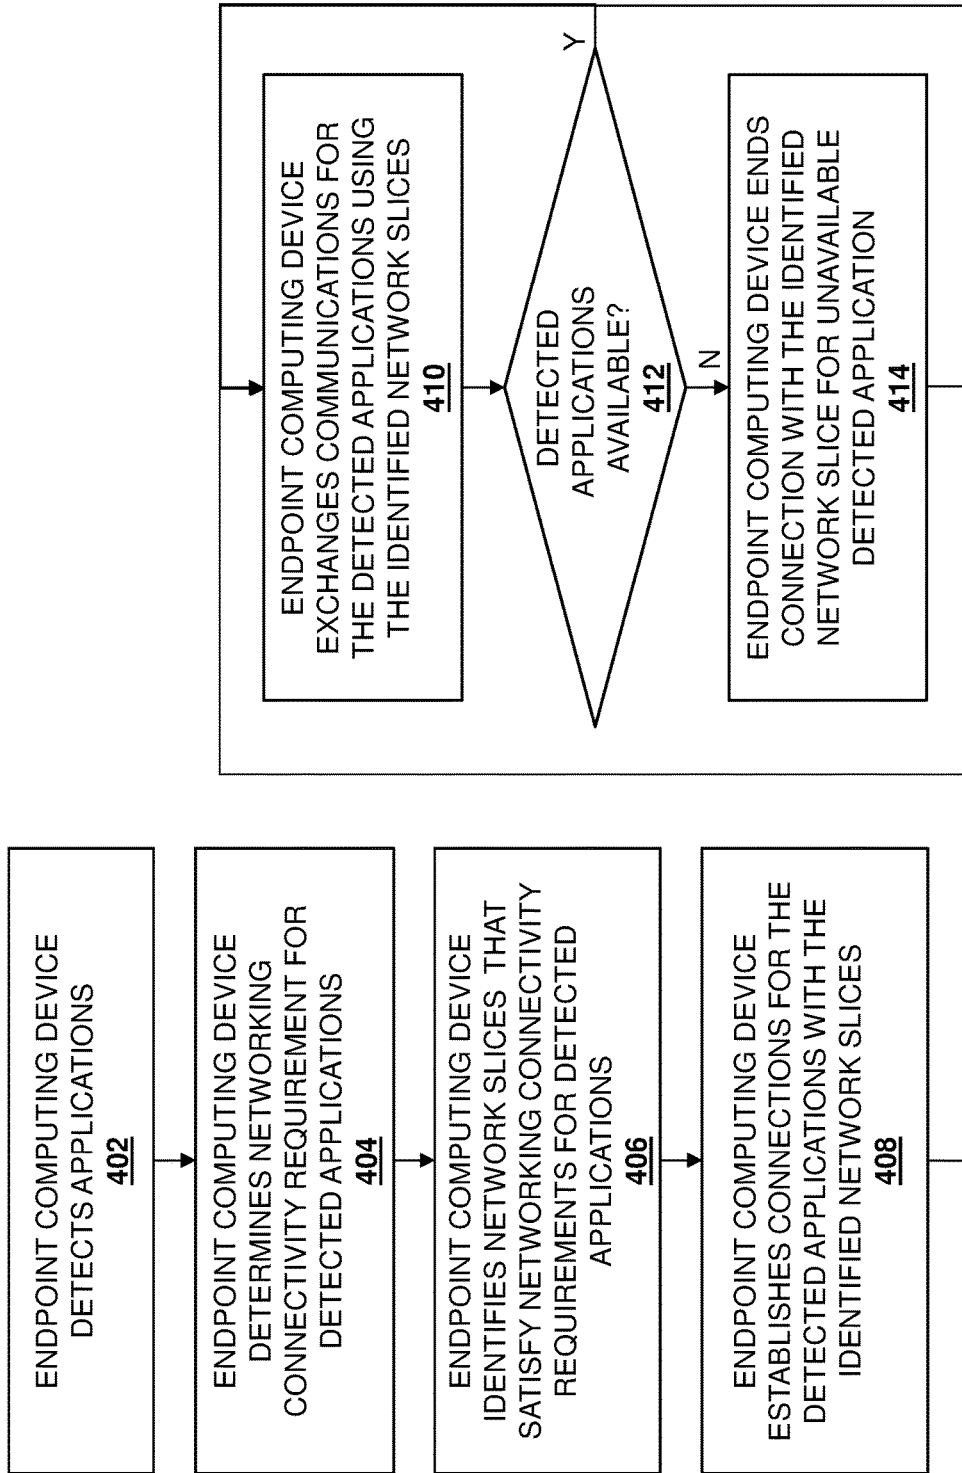 ENDPOINT COMPUTING DEVICE
DETECTS APPLICATIONS
402
ENDPOINT COMPUTING DEVICE
DETERMINES NETWORKING
CONNECTIVITY REQUIREMENT FOR
DETECTED APPLICATIONS
404
ENDPOINT COMPUTING DEVICE
IDENTIFIES NETWORK SLICES THAT
SATISFY NETWORKING CONNECTIVITY
REQUIREMENTS FOR DETECTED
APPLICATIONS
406
ENDPOINT COMPUTING DEVICE
ESTABLISHES CONNECTIONS FOR THE
DETECTED APPLICATIONS WITH THE
IDENTIFIED NETWORK SLICES
408
ENDPOINT COMPUTING DEVICE
EXCHANGES COMMUNICATIONS FOR
THE DETECTED APPLICATIONS USING
THE IDENTIFIED NETWORK SLICES
410
DETECTED
APPLICATIONS
AVAILABLE?
412
Y
N
ENDPOINT COMPUTING DEVICE ENDS
CONNECTION WITH THE IDENTIFIED
NETWORK SLICE FOR UNAVAILABLE
DETECTED APPLICATION
414